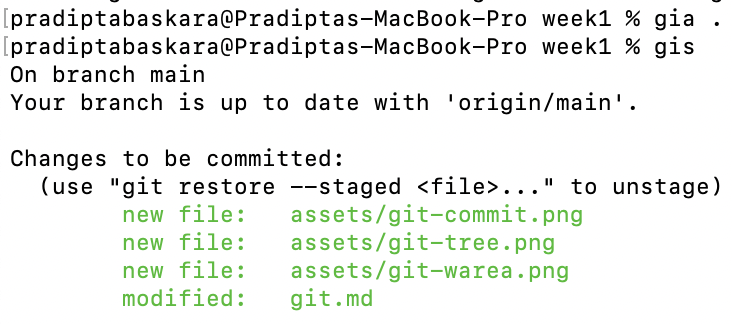 [pradiptabaskara@Pradiptas-MacBook-Pro week1 % gia .
[pradiptabaskara@Pradiptas-MacBook-Pro week1 % gis
On branch main
Your branch is up to date with 'origin/main'.
Changes to be committed:
(use "git restore --staged <file>..." to unstage)
new file: assets/git-commit.png
new file: assets/git-tree.png
new file: assets/git-warea.png
modified: git.md